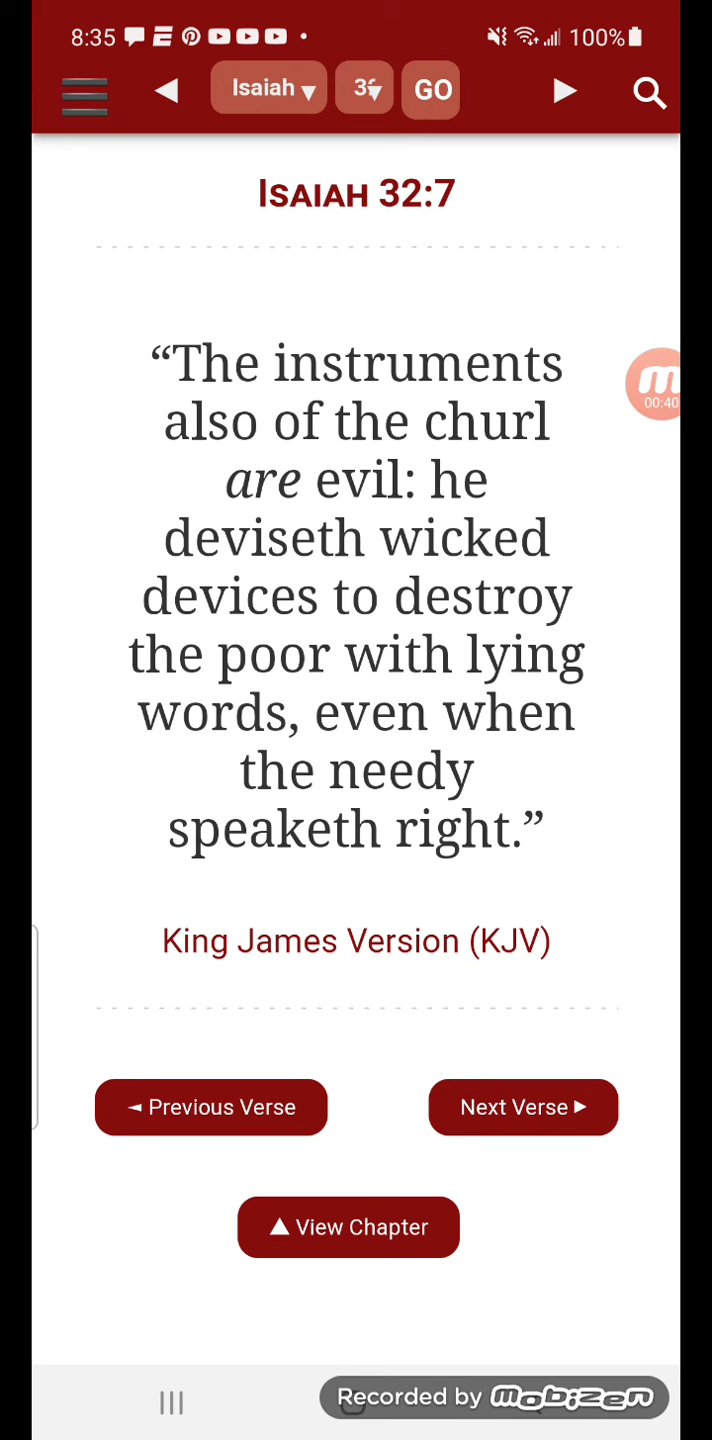 8:35 100%
Isaiah GO
ISAIAH 32:7
“The instruments
also of the churl
are evil: he
deviseth wicked
devices to destroy
the poor with lying
words, even when
the needy
speaketh right.”
00:40
King James Version (KJV)
◄ Previous Verse Next Verse ►
▲ View Chapter
Recorded by Mobizen